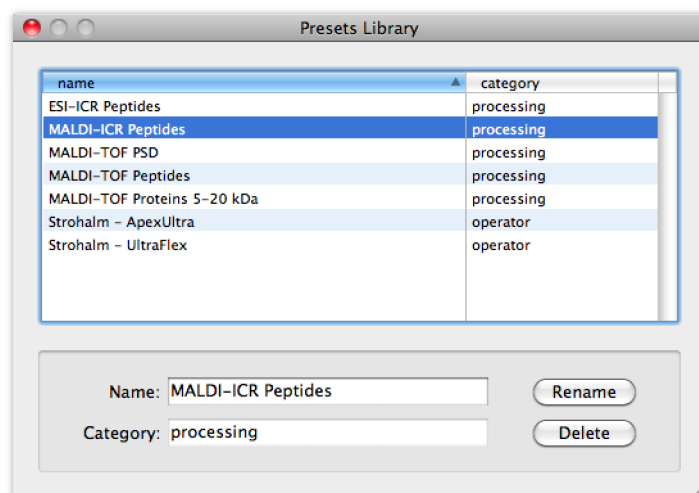 Presets Library
name category
ESI-ICR Peptides processing
MALDI-ICR Peptides processing
MALDI-TOF PSD processing
MALDI-TOF Peptides processing
MALDI-TOF Proteins 5-20 kDa processing
Strohalm - ApexUltra operator
Strohalm - UltraFlex operator
Name: MALDI-ICR Peptides Rename
Category: processing Delete